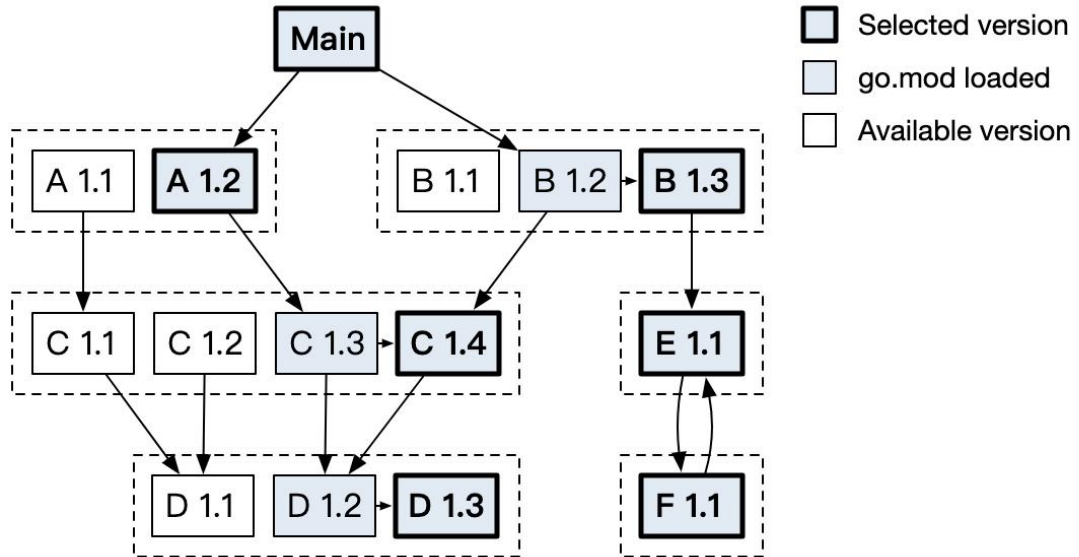 Main
Selected version
go.mod loaded
Available version
A 1.1
A 1.2
B 1.1
B 1.2
B 1.3
C 1.1
C 1.2
C 1.3
C 1.4
E 1.1
D 1.1
D 1.2
D 1.3
F 1.1